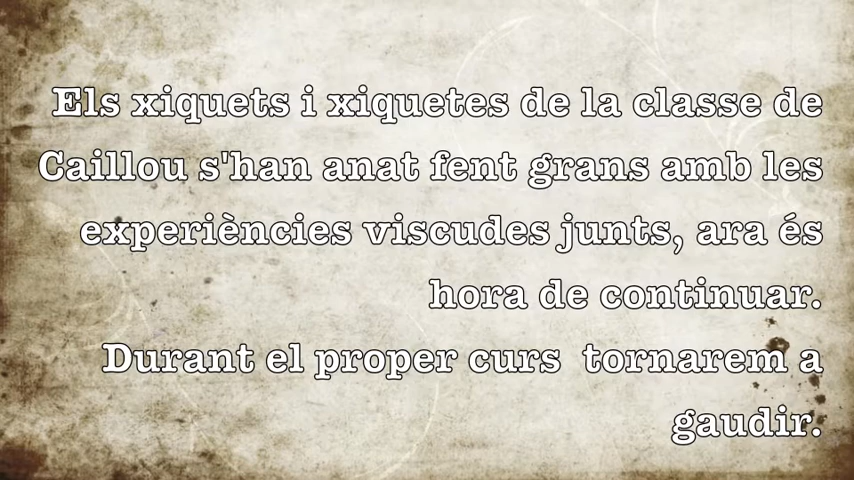 Els xiquets i xiquetes de la classe de
Caillou s'han anat fent grans amb les
experiències viscudes junts, ara és
hora de continuar.
Durant el proper curs  tornarem a
gaudir.